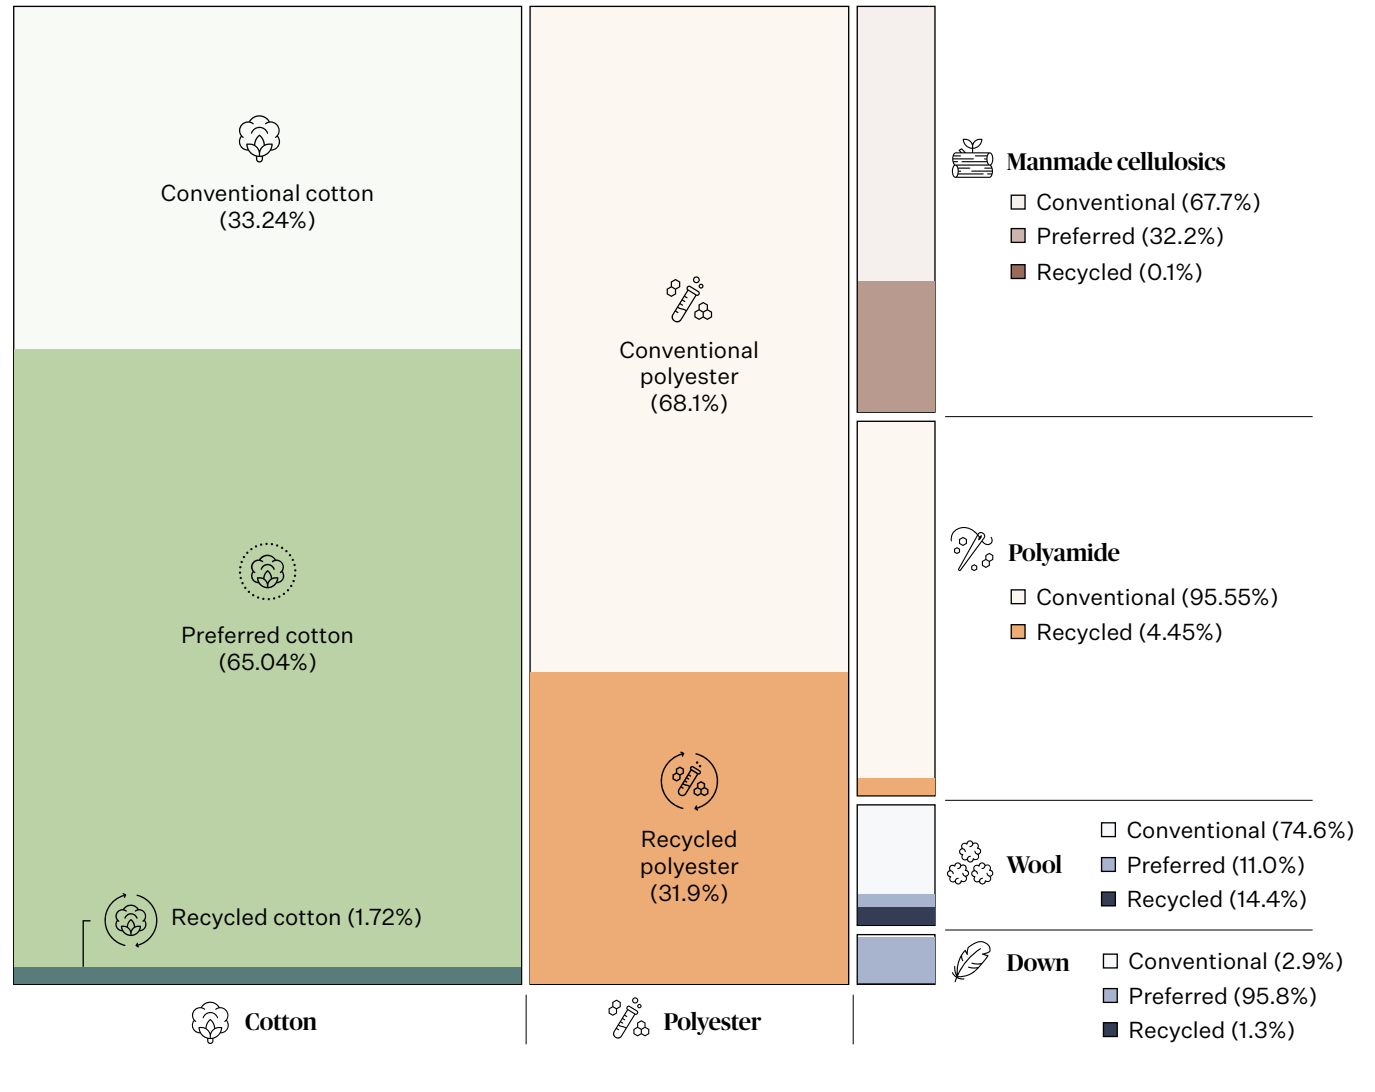 Conventional cotton
(33.24%)
Preferred cotton
(65.04%)
Recycled cotton (1.72%)
Cotton
Conventional
polyester
(68.1%)
Recycled
polyester
(31.9%)
Polyester
Manmade cellulosics
Conventional (67.7%)
Preferred (32.2%)
Recycled (0.1%)
Polyamide
Conventional (95.55%)
Recycled (4.45%)
Wool
Conventional (74.6%)
Preferred (11.0%)
Recycled (14.4%)
Down
Conventional (2.9%)
Preferred (95.8%)
Recycled (1.3%)